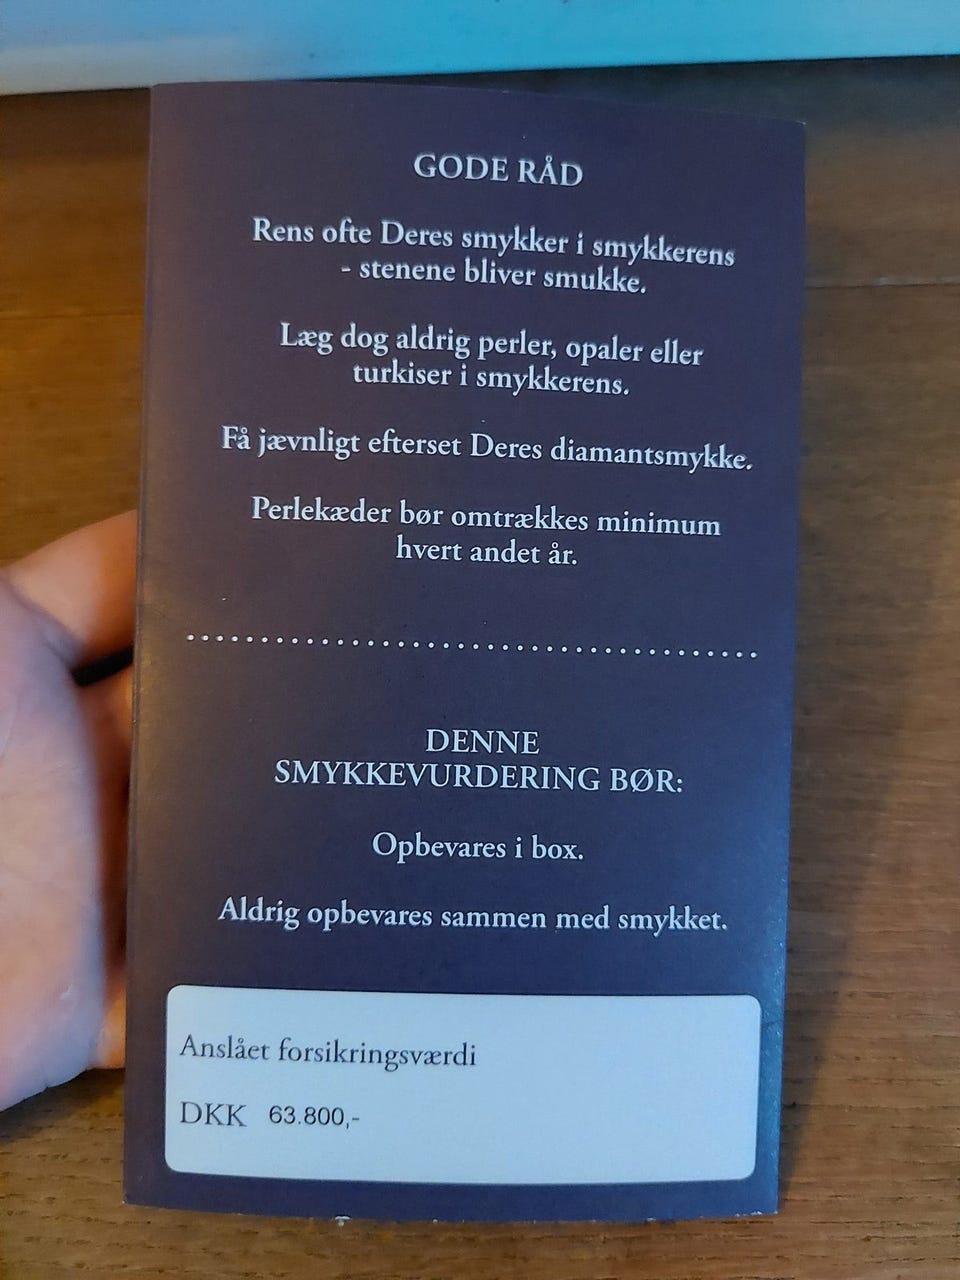 GODE RÅD
Rens ofte Deres smykker i smykkerens
- stenene bliver smukke.
Læg dog aldrig perler, opaler eller
turkiser i smykkerens.
Få jævnligt efterset Deres diamantsmykke.
Perlekæder bør omtrækkes minimum
hvert andet år.
DENNE
SMYKKEVURDERING BØR:
Opbevares i box.
Aldrig opbevares sammen med smykket.
Anslået forsikringsværdi
DKK 63.800,-